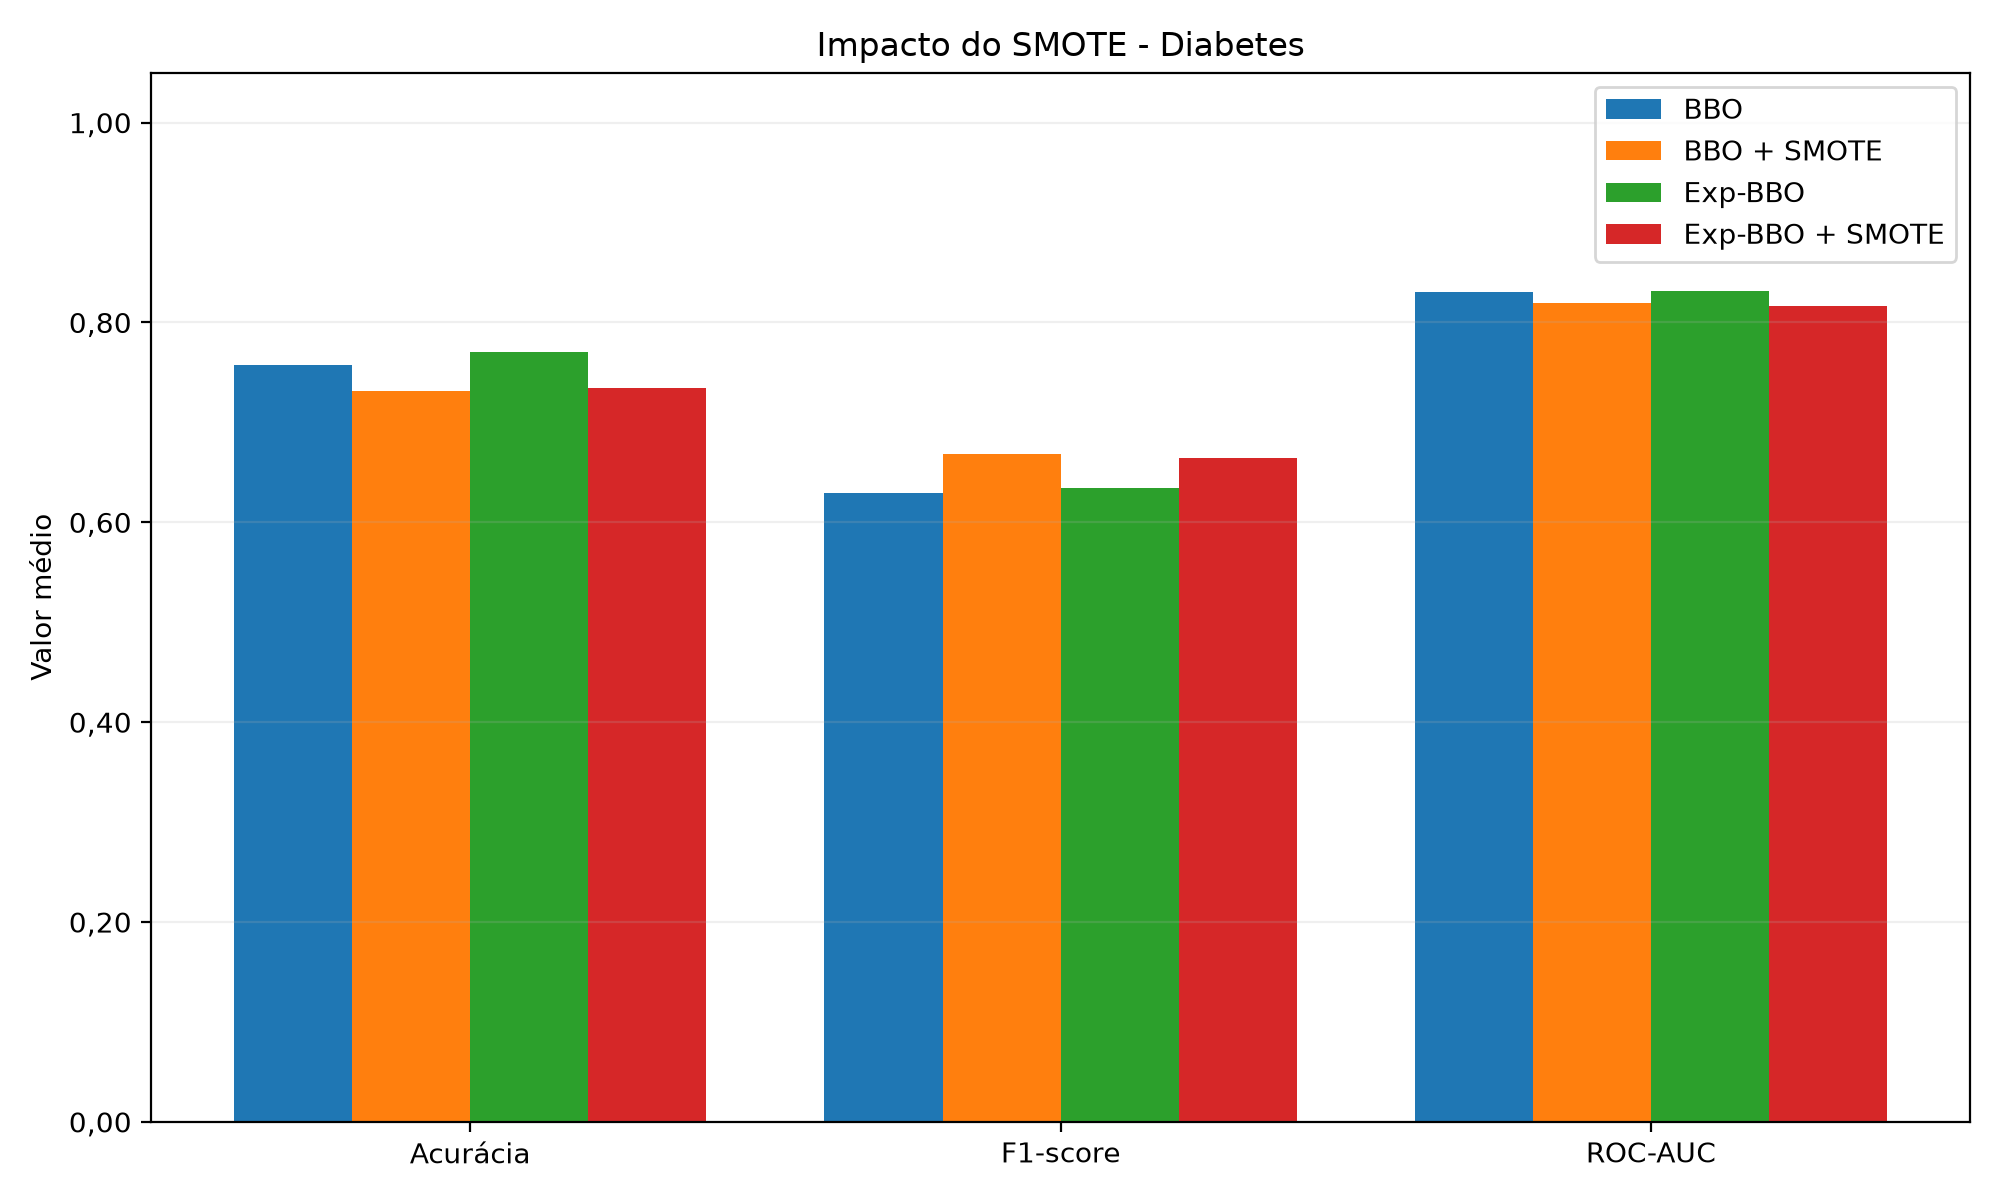 Impacto do SMOTE - Diabetes
BBO
BBO + SMOTE
Exp-BBO
Exp-BBO + SMOTE
Valor médio
1,00
0,80
0,60
0,40
0,20
0,00
Acurácia
F1-score
ROC-AUC